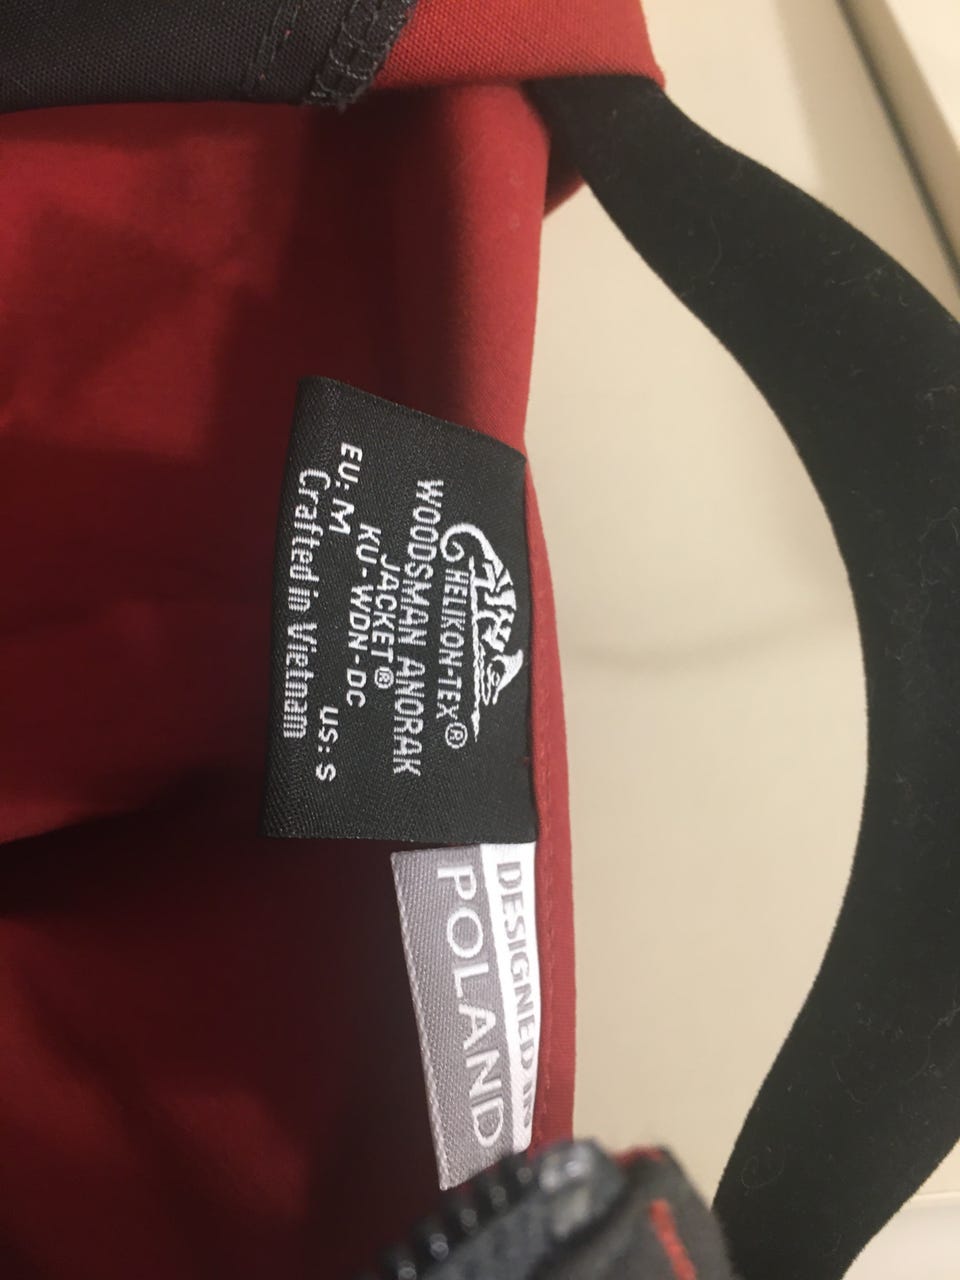 HELIKON-TEX®
WOODSMAN ANORAK
JACKET®
KU-WDN-DC
EU: M US: S
Crafted in Vietnam
DESIGNED IN
POLAND